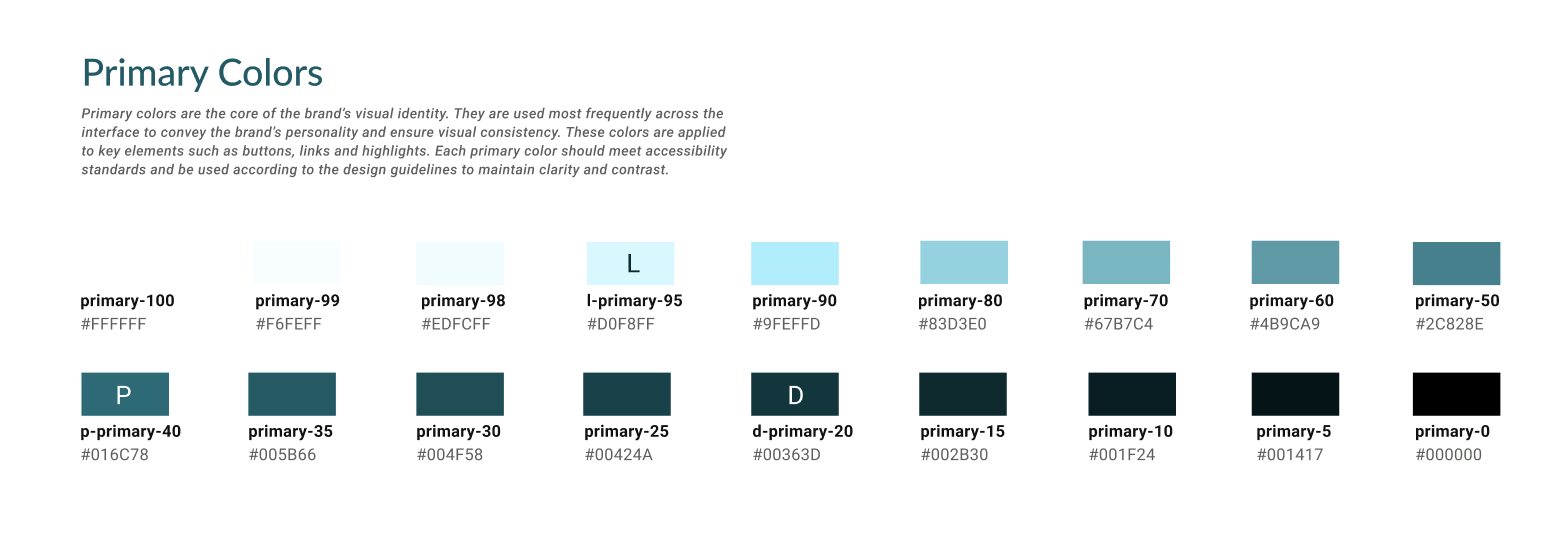 Primary Colors
Primary colors are the core of the brand's visual identity. They are used most frequently across the
interface to convey the brand's personality and ensure visual consistency. These colors are applied
to key elements such as buttons, links and highlights. Each primary color should meet accessibility
standards and be used according to the design guidelines to maintain clarity and contrast.
L
primary-100 primary-99 primary-98 l-primary-95 primary-90 primary-80 primary-70 primary-60 primary-50
#FFFFFF #F6FEFF #EDFCFF #D0F8FF #9FEFFD #83D3E0 #67B7C4 #4B9CA9 #2C828E
P D
p-primary-40 primary-35 primary-30 primary-25 d-primary-20 primary-15 primary-10 primary-5 primary-0
#016C78 #005B66 #004F58 #00424A #00363D #002B30 #001F24 #001417 #000000